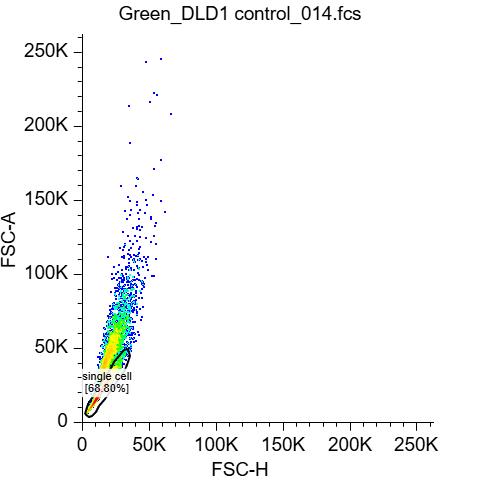 Green_DLD1 control_014.fcs
250K
200K
150K
100K
50K
0
FSC-A
single cell
[68.80%]
0 50K 100K 150K 200K 250K
FSC-H